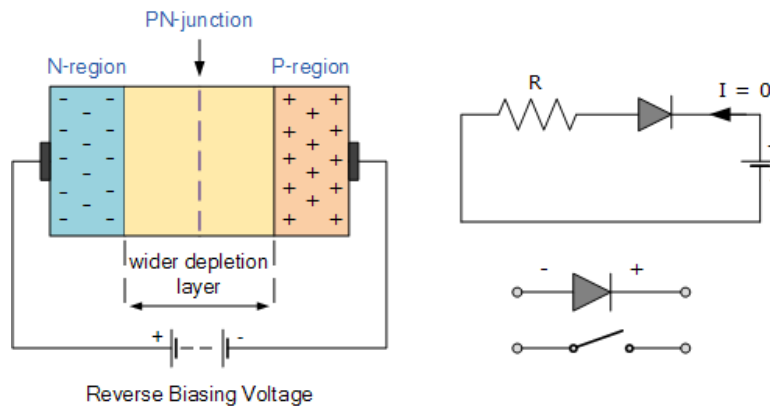 PN-junction
N-region
P-region
- - - - - - - - - - - - - - -
+ + + + + + + + + + + + + +
wider depletion
layer
+ -
Reverse Biasing Voltage
R
I = 0
- +